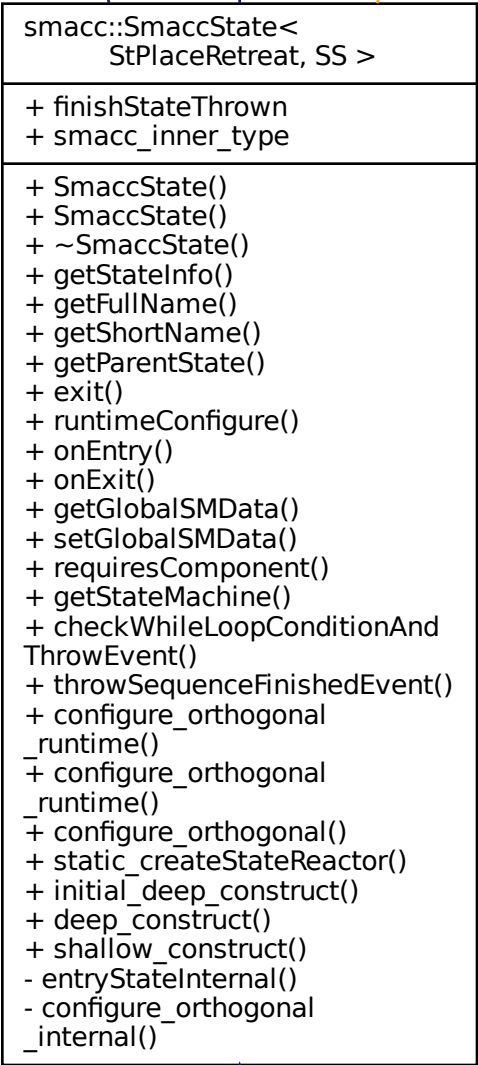 smacc::SmaccState<
StPlaceRetreat, SS >
+ finishStateThrown
+ smacc_inner_type
+ SmaccState()
+ SmaccState()
+ ~SmaccState()
+ getStateInfo()
+ getFullName()
+ getShortName()
+ getParentState()
+ exit()
+ runtimeConfigure()
+ onEntry()
+ onExit()
+ getGlobalSMData()
+ setGlobalSMData()
+ requiresComponent()
+ getStateMachine()
+ checkWhileLoopConditionAnd
ThrowEvent()
+ throwSequenceFinishedEvent()
+ configure_orthogonal
_runtime()
+ configure_orthogonal
_runtime()
+ configure_orthogonal()
+ static_createStateReactor()
+ initial_deep_construct()
+ deep_construct()
+ shallow_construct()
- entryStateInternal()
- configure_orthogonal
_internal()